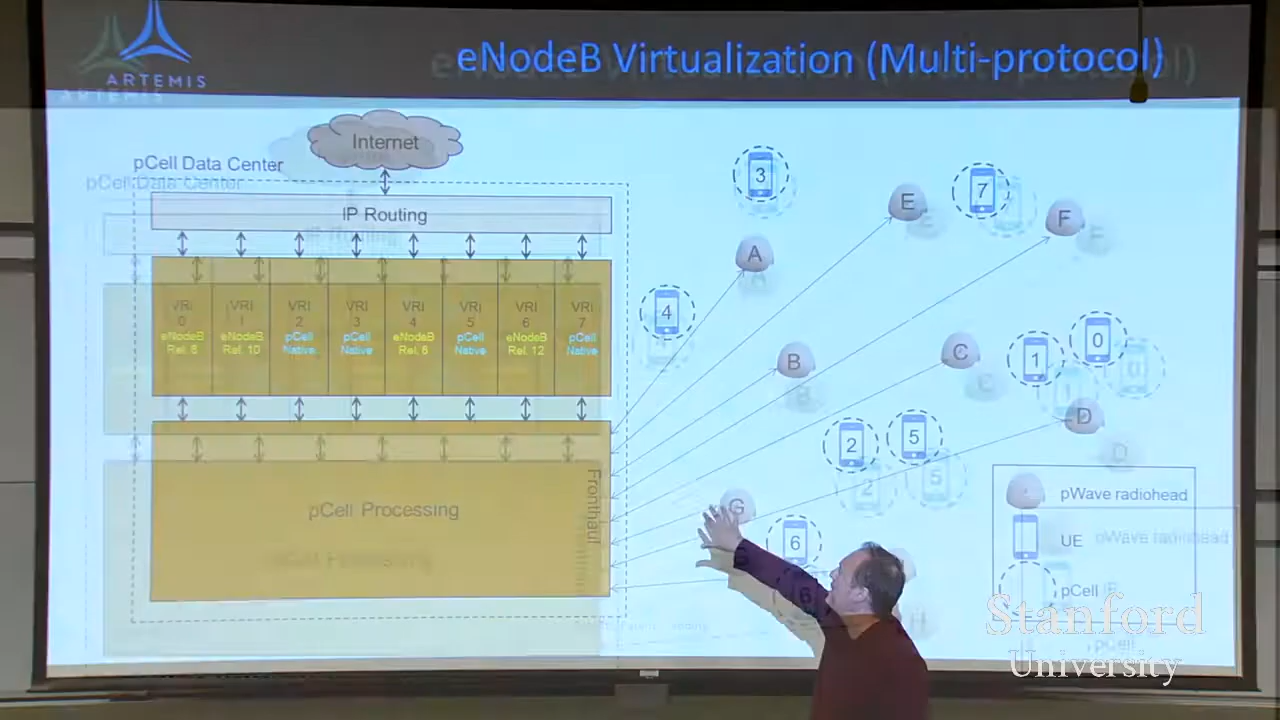 ARTEMIS
eNodeB Virtualization (Multi-protocol)
Internet
pCell Data Center
IP Routing
VRI 0 eNodeB Rel. 8
VRI 1 eNodeB Rel. 10
VRI 2 pCell Native
VRI 3 pCell Native
VRI 4 eNodeB Rel. 8
VRI 5 pCell Native
VRI 6 eNodeB Rel. 12
VRI 7 pCell Native
pCell Processing
Fronthaul
3
E
7
F
A
4
B
C
1
0
D
2
5
G
6
pWave radiohead
UE
pCell
Stanford
University